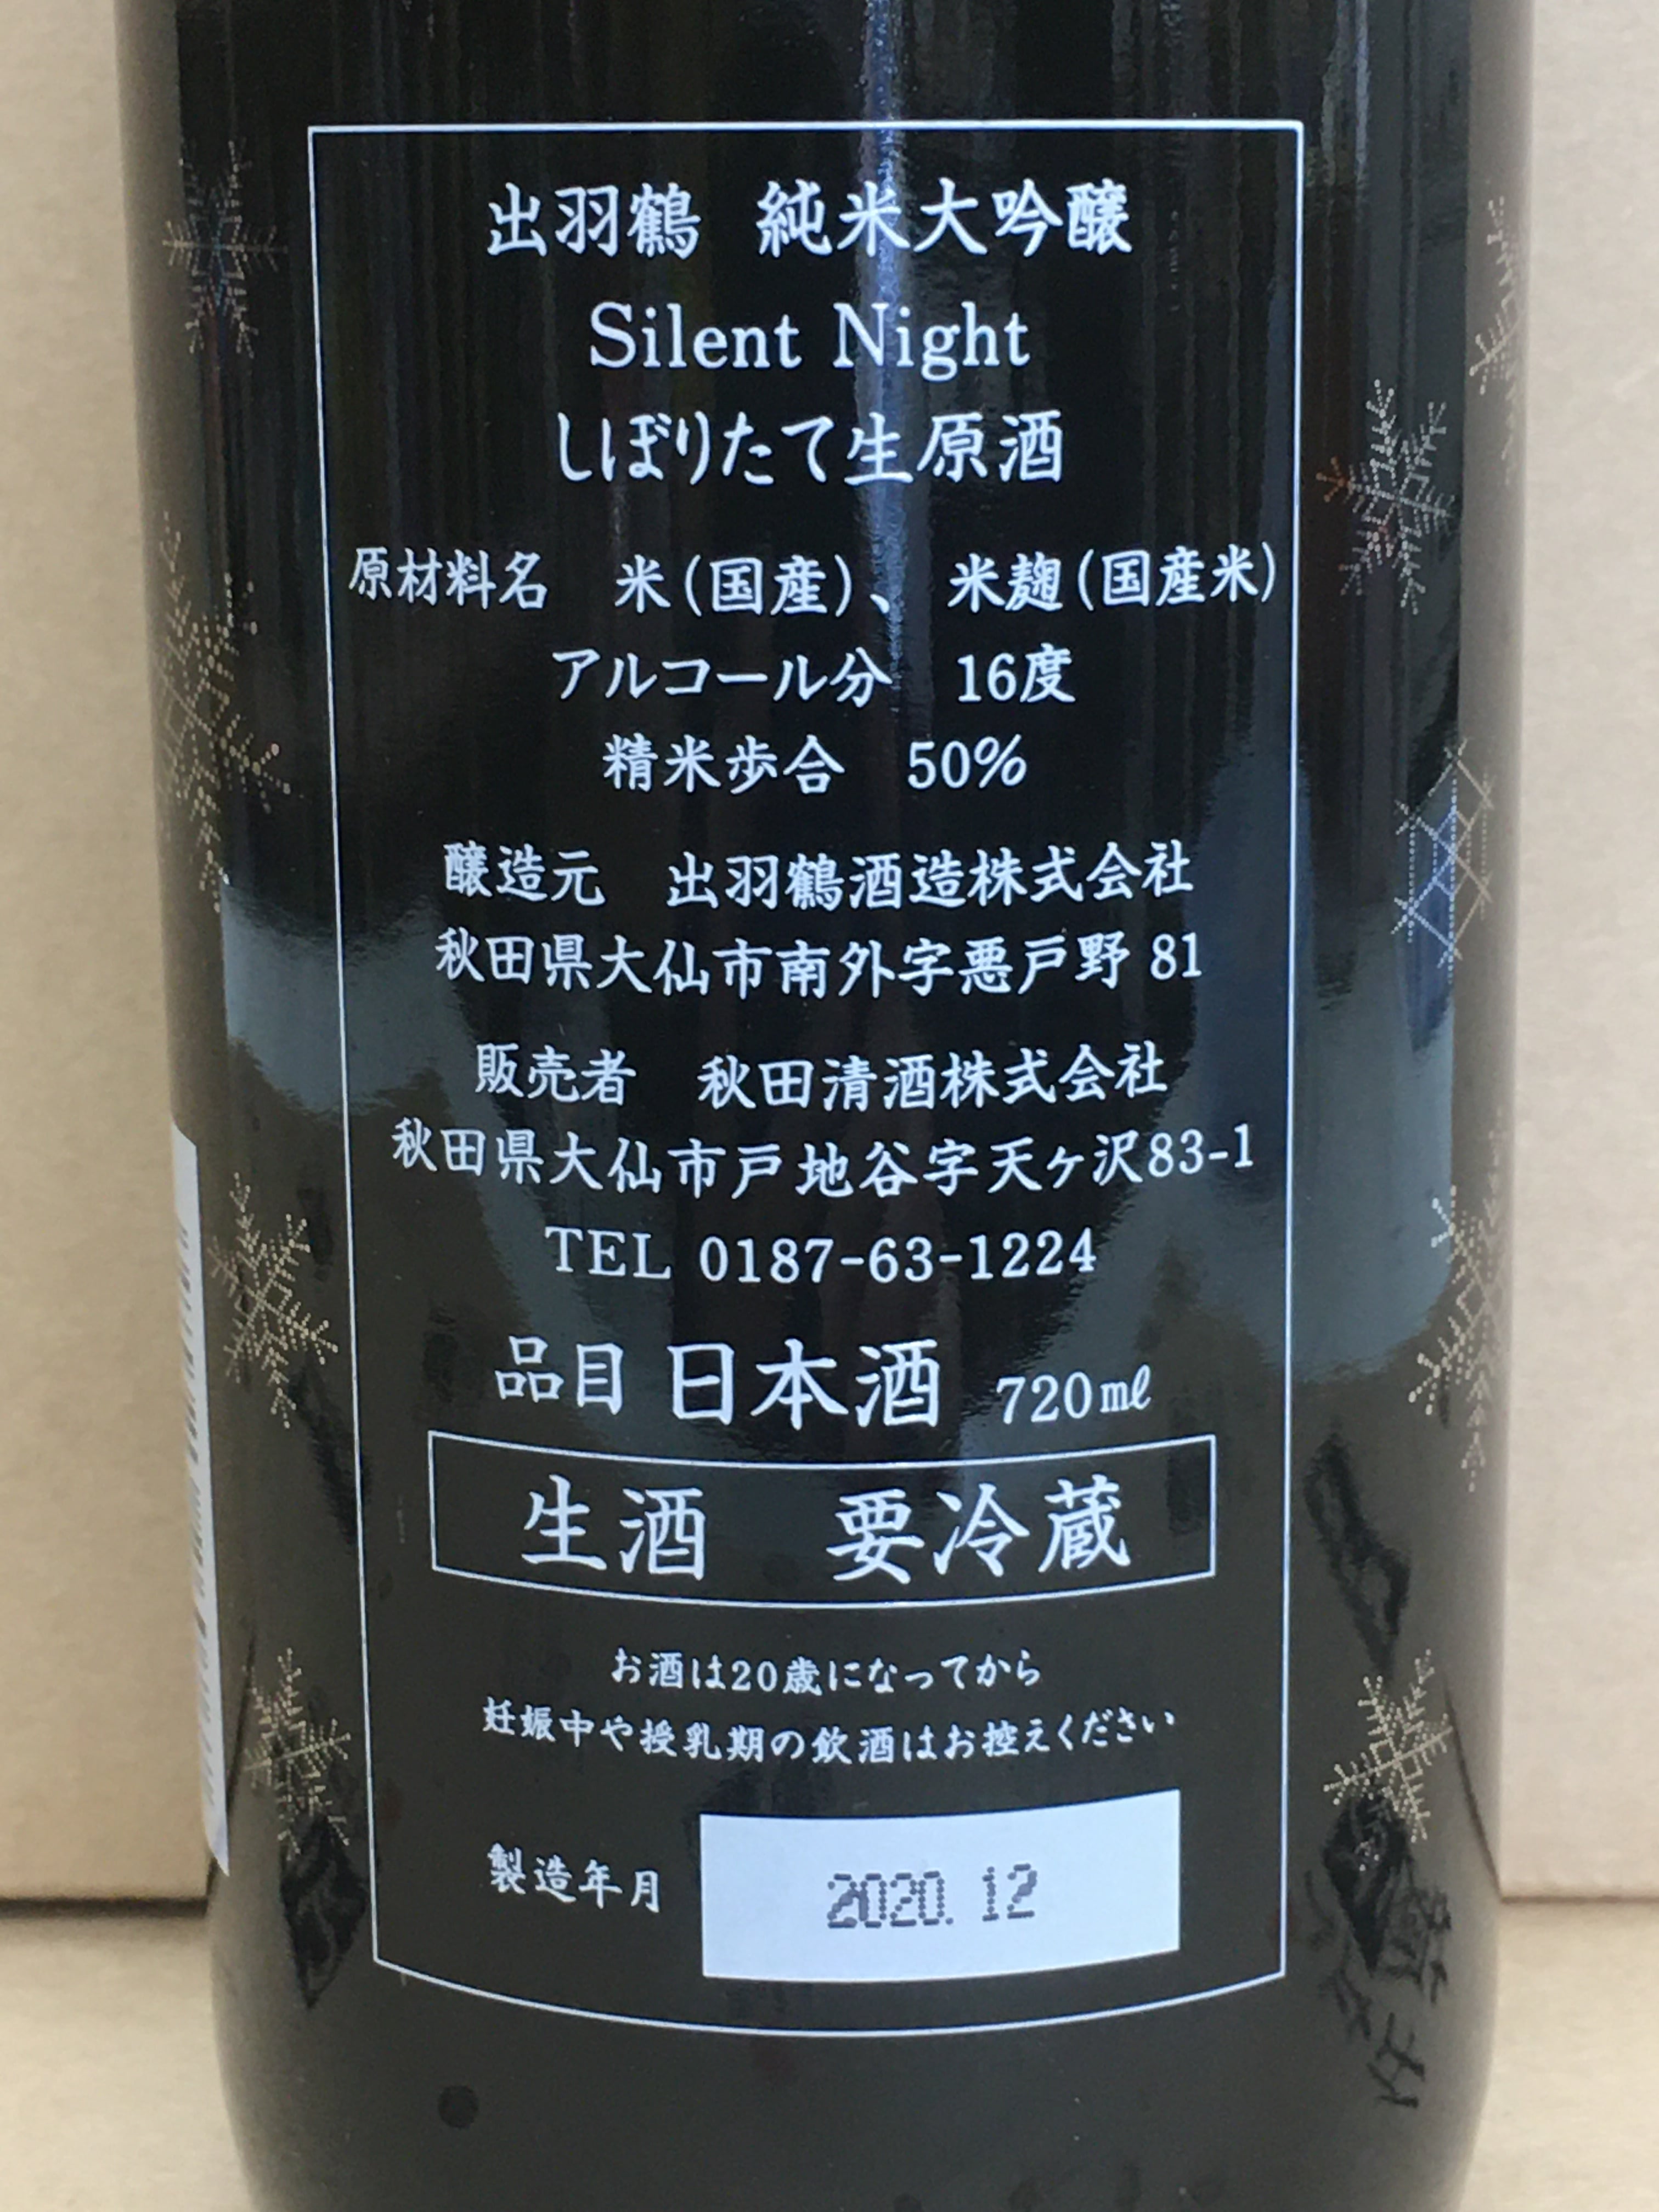 出羽鶴 純米大吟醸
Silent Night
しぼりたて生原酒
原材料名 米(国産)、 米麹(国産米)
アルコール分 16度
精米歩合 50%
醸造元 出羽鶴酒造株式会社
秋田県大仙市南外字悪戸野 81
販売者 秋田清酒株式会社
秋田県大仙市戸地谷字天ヶ沢83-1
TEL 0187-63-1224
品目 日本酒 720㎖
生酒 要冷蔵
お酒は20歳になってから
妊娠中や授乳期の飲酒はお控えください
製造年月 2020.12